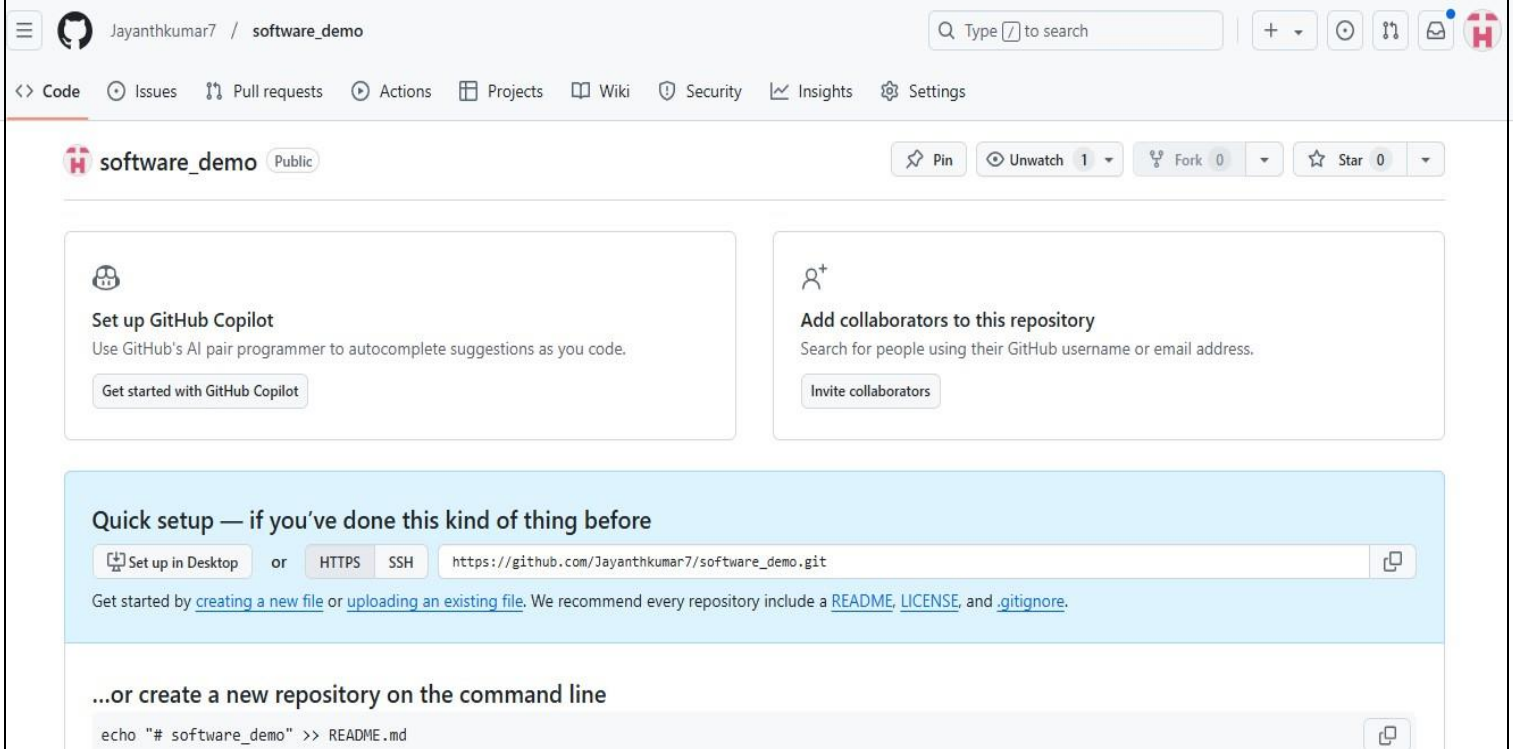 Jayanthkumar7 / software_demo
Type / to search
Code Issues Pull requests Actions Projects Wiki Security Insights Settings
software_demo Public
Pin Unwatch 1 Fork 0 Star 0
Set up GitHub Copilot
Use GitHub's AI pair programmer to autocomplete suggestions as you code.
Get started with GitHub Copilot
Add collaborators to this repository
Search for people using their GitHub username or email address.
Invite collaborators
Quick setup — if you’ve done this kind of thing before
Set up in Desktop or HTTPS SSH https://github.com/Jayanthkumar7/software_demo.git
Get started by creating a new file or uploading an existing file. We recommend every repository include a README, LICENSE, and .gitignore.
…or create a new repository on the command line
echo "# software_demo" >> README.md